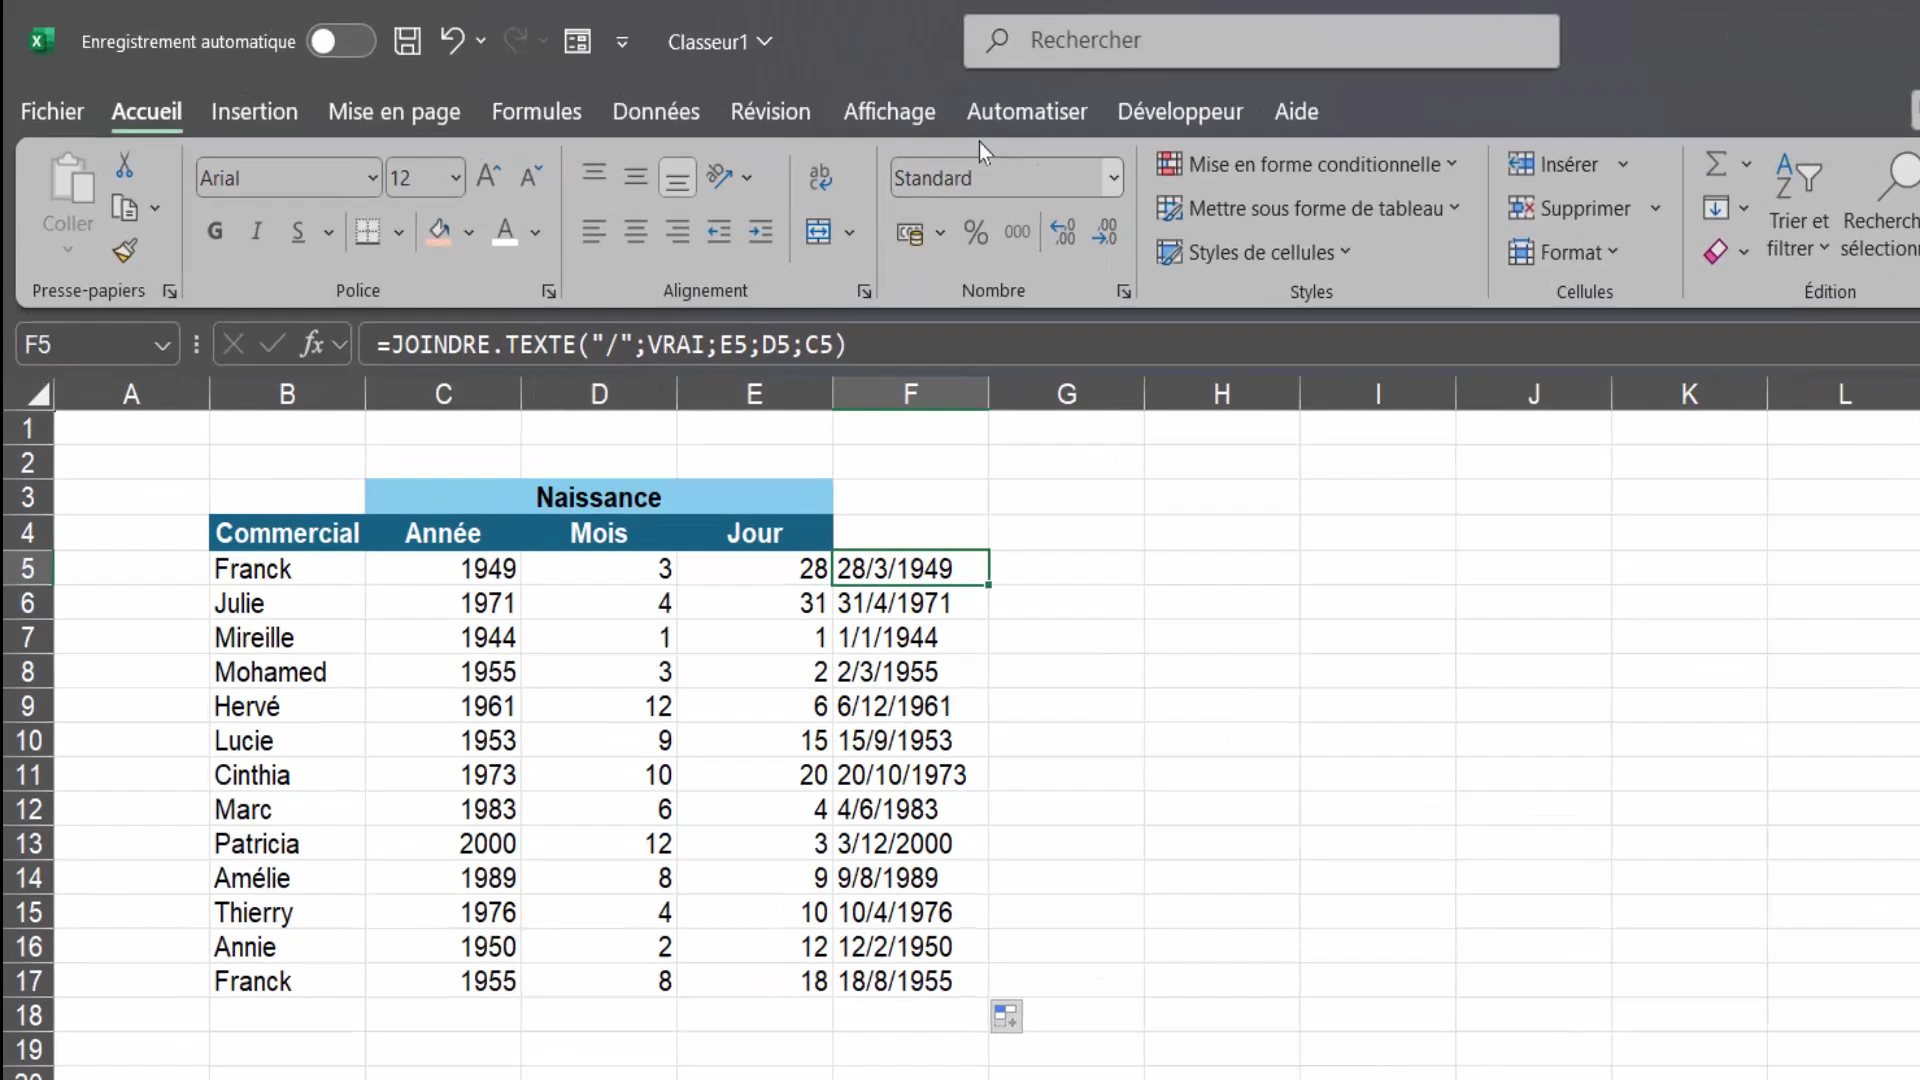 Enregistrement automatique Classeur1 Rechercher
Fichier Accueil Insertion Mise en page Formules Données Révision Affichage Automatiser Développeur Aide
Coller
Presse-papiers
Arial 12
G I S A
Police
ab
Alignement
Standard
% 000
Nombre
Mise en forme conditionnelle
Mettre sous forme de tableau
Styles de cellules
Styles
Insérer
Supprimer
Format
Cellules
Trier et
filtrer
Édition
F5 fx =JOINDRE.TEXTE("/";VRAI;E5;D5;C5)
A B C D E F G H I J K L
1
2
3 Naissance
4 Commercial Année Mois Jour
5 Franck 1949 3 28 28/3/1949
6 Julie 1971 4 31 31/4/1971
7 Mireille 1944 1 1 1/1/1944
8 Mohamed 1955 3 2 2/3/1955
9 Hervé 1961 12 6 6/12/1961
10 Lucie 1953 9 15 15/9/1953
11 Cinthia 1973 10 20 20/10/1973
12 Marc 1983 6 4 4/6/1983
13 Patricia 2000 12 3 3/12/2000
14 Amélie 1989 8 9 9/8/1989
15 Thierry 1976 4 10 10/4/1976
16 Annie 1950 2 12 12/2/1950
17 Franck 1955 8 18 18/8/1955
18
19